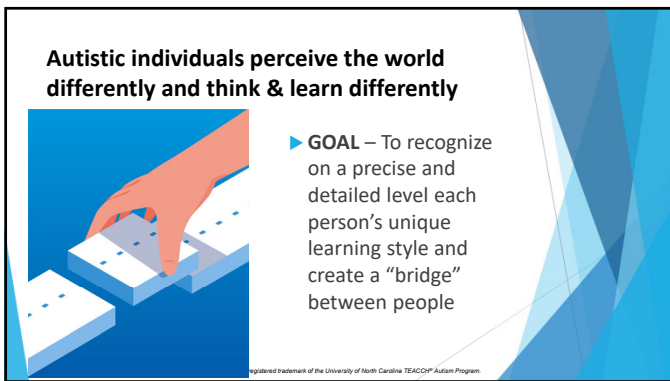 Autistic individuals perceive the world
differently and think & learn differently
GOAL – To recognize
on a precise and
detailed level each
person's unique
learning style and
create a “bridge”
between people
registered trademark of the University of North Carolina TEACCH® Autism Program.